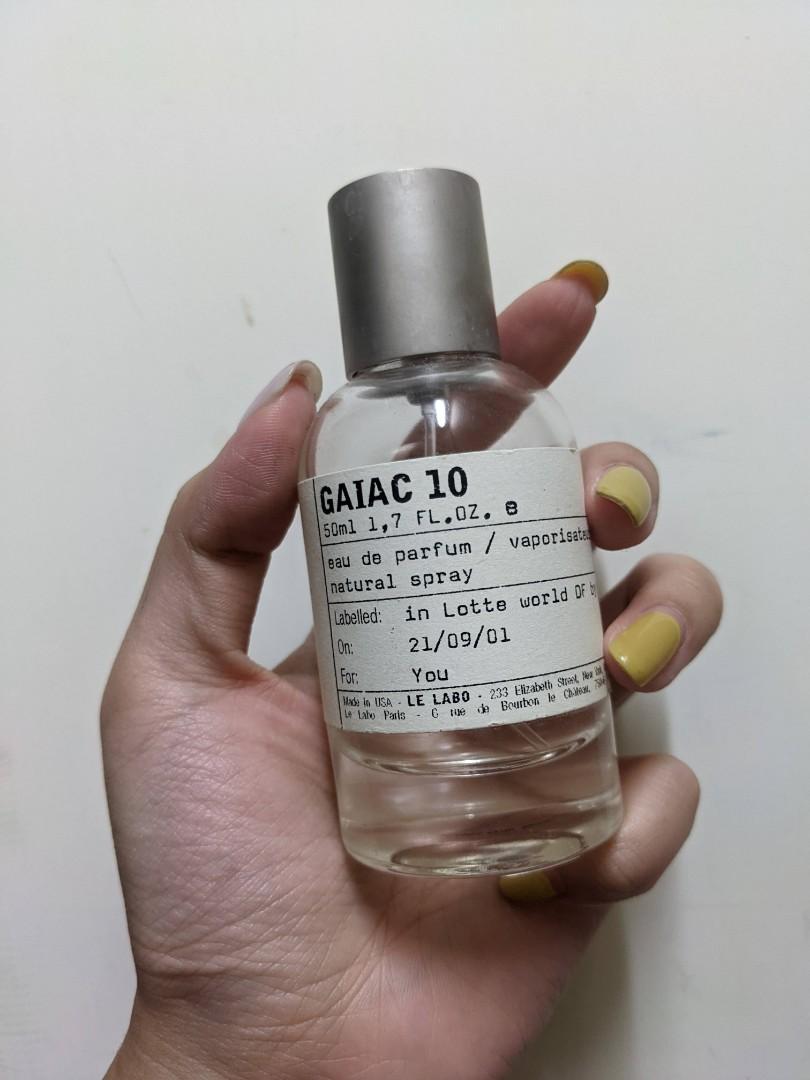 GAIAC 10
50ml 1,7 FL.OZ. e
eau de parfum / vaporisateu
natural spray
Labelled: in Lotte world DF by
On: 21/09/01
For: You
Made in USA - LE LABO - 233 Elizabeth Street, New
Le Labo Paris - 6 rue de Bourbon le Château,